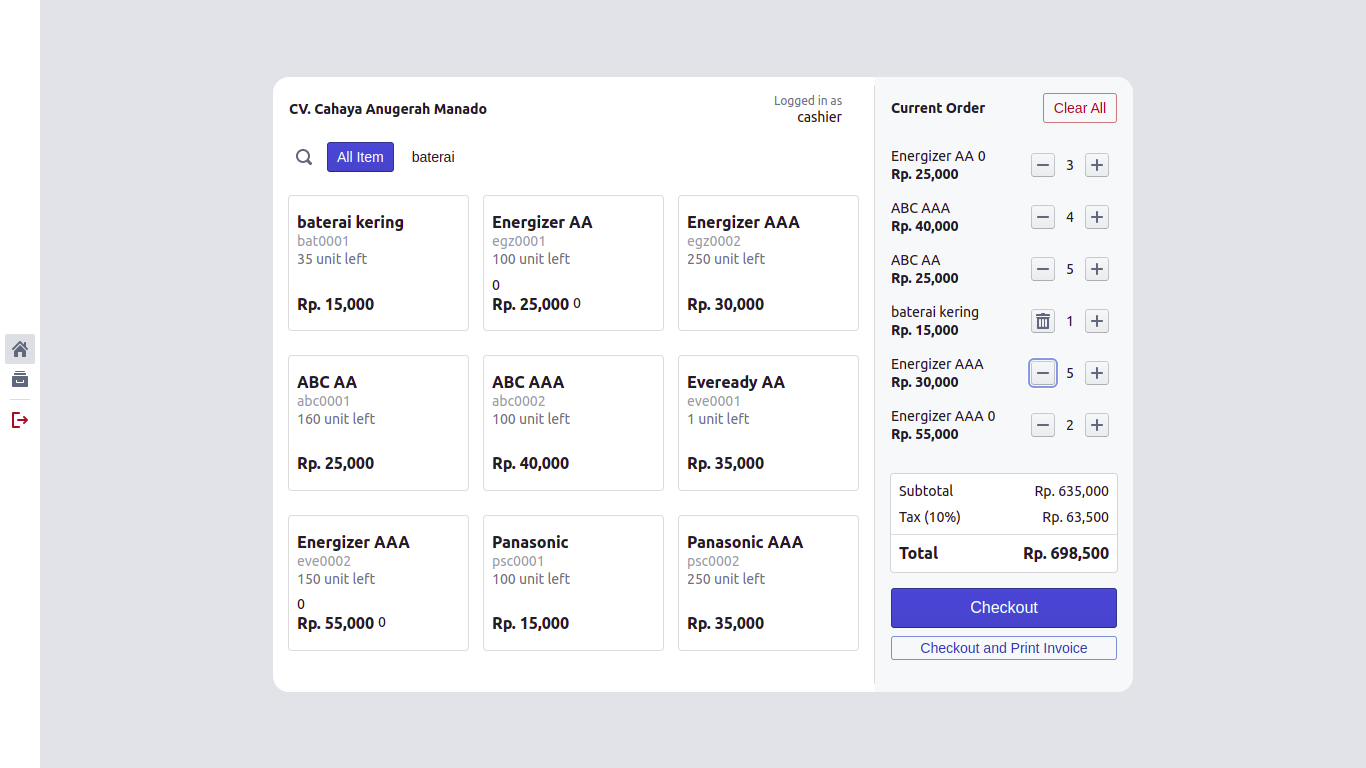 CV. Cahaya Anugerah Manado
Logged in as
cashier
All Item
baterai
baterai kering
bat0001
35 unit left
Rp. 15,000
Energizer AA
egz0001
100 unit left
0
Rp. 25,000 0
Energizer AAA
egz0002
250 unit left
Rp. 30,000
ABC AA
abc0001
160 unit left
Rp. 25,000
ABC AAA
abc0002
100 unit left
Rp. 40,000
Eveready AA
eve0001
1 unit left
Rp. 35,000
Energizer AAA
eve0002
150 unit left
0
Rp. 55,000 0
Panasonic
psc0001
100 unit left
Rp. 15,000
Panasonic AAA
psc0002
250 unit left
Rp. 35,000
Current Order
Clear All
Energizer AA 0
Rp. 25,000
3
ABC AAA
Rp. 40,000
4
ABC AA
Rp. 25,000
5
baterai kering
Rp. 15,000
1
Energizer AAA
Rp. 30,000
5
Energizer AAA 0
Rp. 55,000
2
Subtotal Rp. 635,000
Tax (10%) Rp. 63,500
Total Rp. 698,500
Checkout
Checkout and Print Invoice